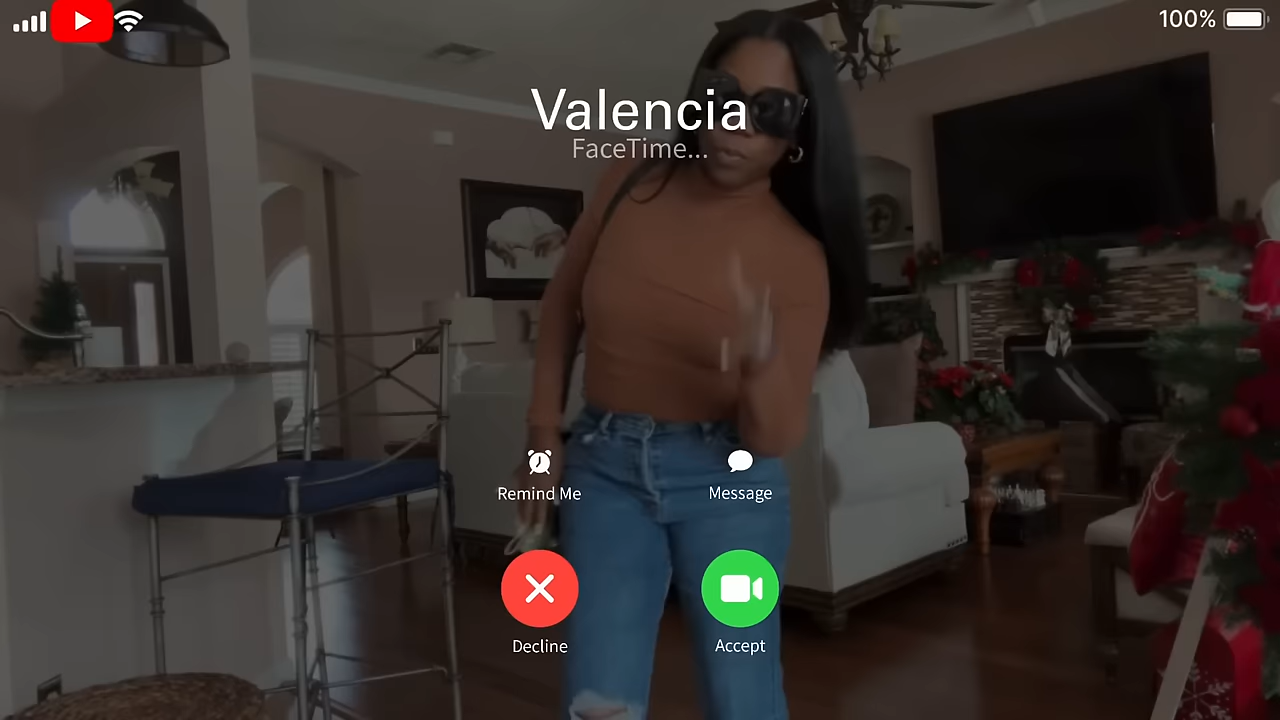 100%
Valencia
FaceTime...
Remind Me
Message
Decline
Accept